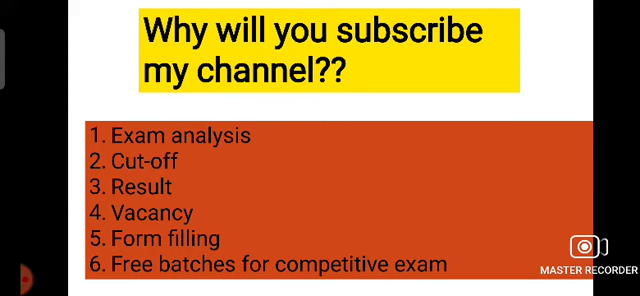 Why will you subscribe
my channel??
1. Exam analysis
2. Cut-off
3. Result
4. Vacancy
5. Form filling
6. Free batches for competitive exam
MASTER RECORDER